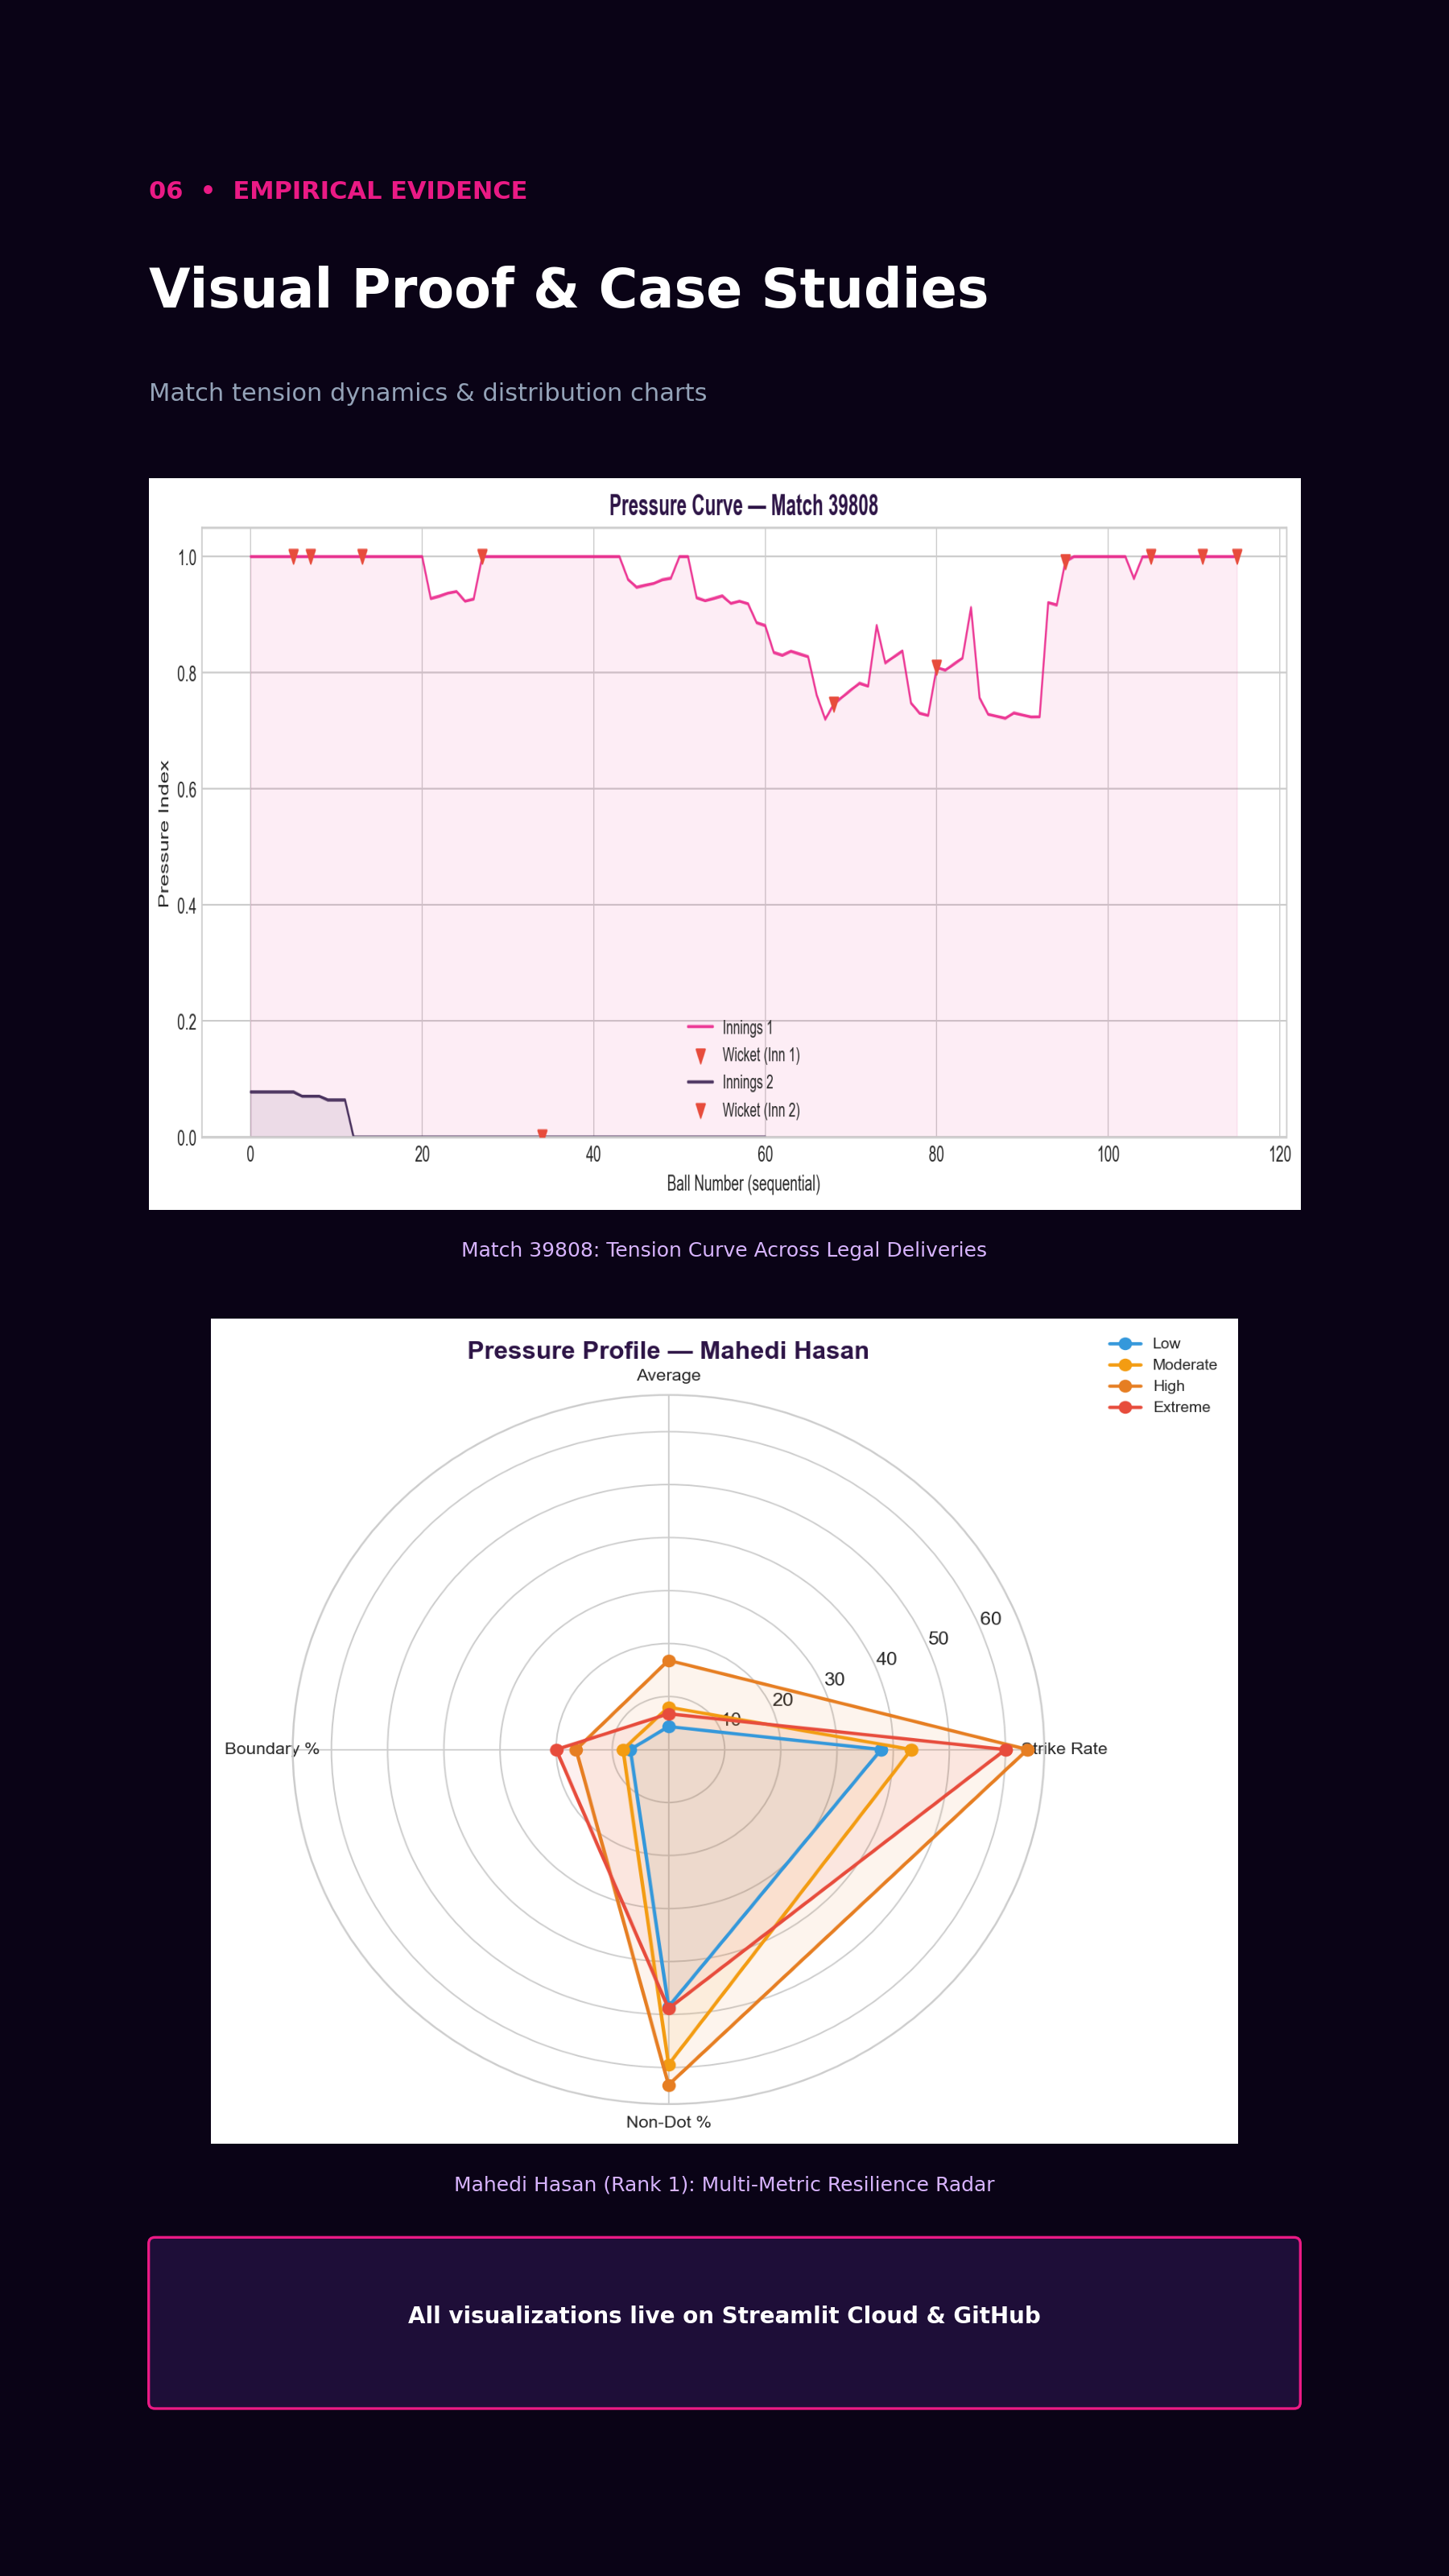 06 • EMPIRICAL EVIDENCE
Visual Proof & Case Studies
Match tension dynamics & distribution charts
Pressure Curve — Match 39808
1.0
0.8
0.6
0.4
0.2
0.0
Pressure Index
Innings 1
Wicket (Inn 1)
Innings 2
Wicket (Inn 2)
0 20 40 60 80 100 120
Ball Number (sequential)
Match 39808: Tension Curve Across Legal Deliveries
Pressure Profile — Mahedi Hasan
Low
Moderate
High
Extreme
Average
60
50
40
30
20
10
Boundary %
Strike Rate
Non-Dot %
Mahedi Hasan (Rank 1): Multi-Metric Resilience Radar
All visualizations live on Streamlit Cloud & GitHub